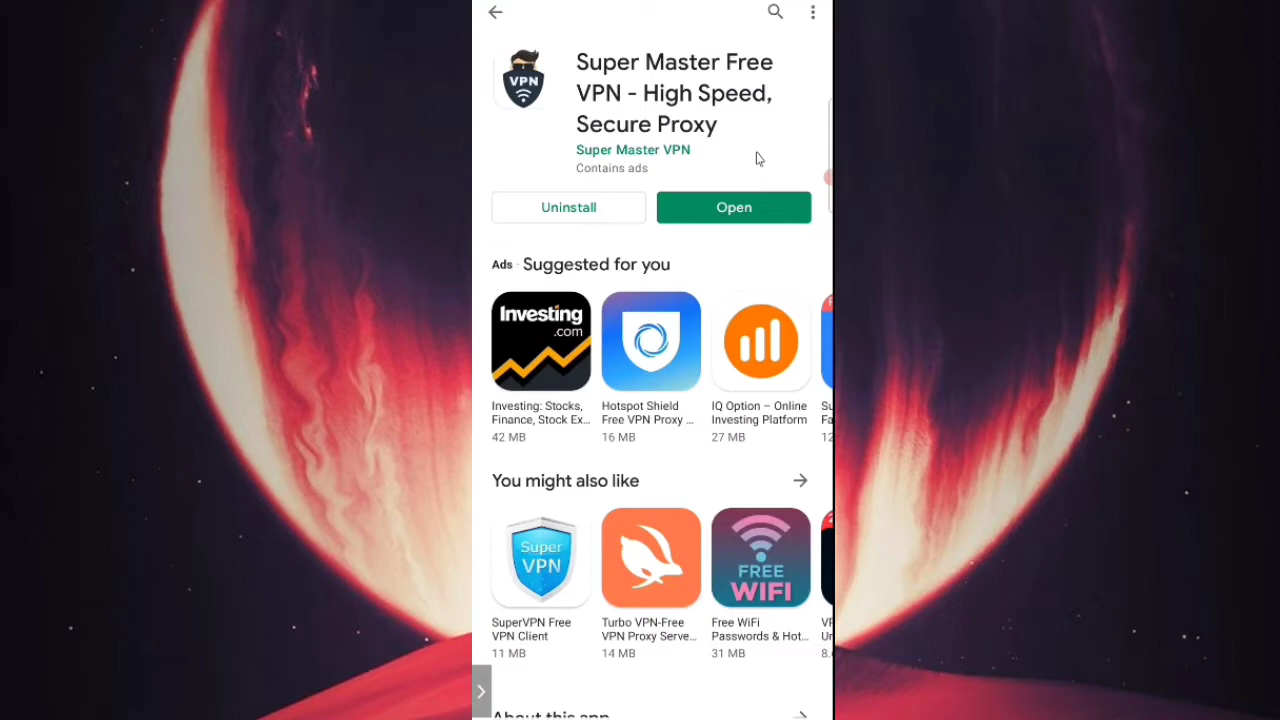 VPN
Super Master Free
VPN - High Speed,
Secure Proxy
Super Master VPN
Contains ads
Uninstall
Open
Ads · Suggested for you
Investing
.com
Investing: Stocks,
Finance, Stock Ex...
42 MB
Hotspot Shield
Free VPN Proxy ...
16 MB
IQ Option – Online
Investing Platform
27 MB
You might also like
Super
VPN
FREE
WIFI
SuperVPN Free
VPN Client
11 MB
Turbo VPN-Free
VPN Proxy Serve...
14 MB
Free WiFi
Passwords & Hot...
31 MB
About this app